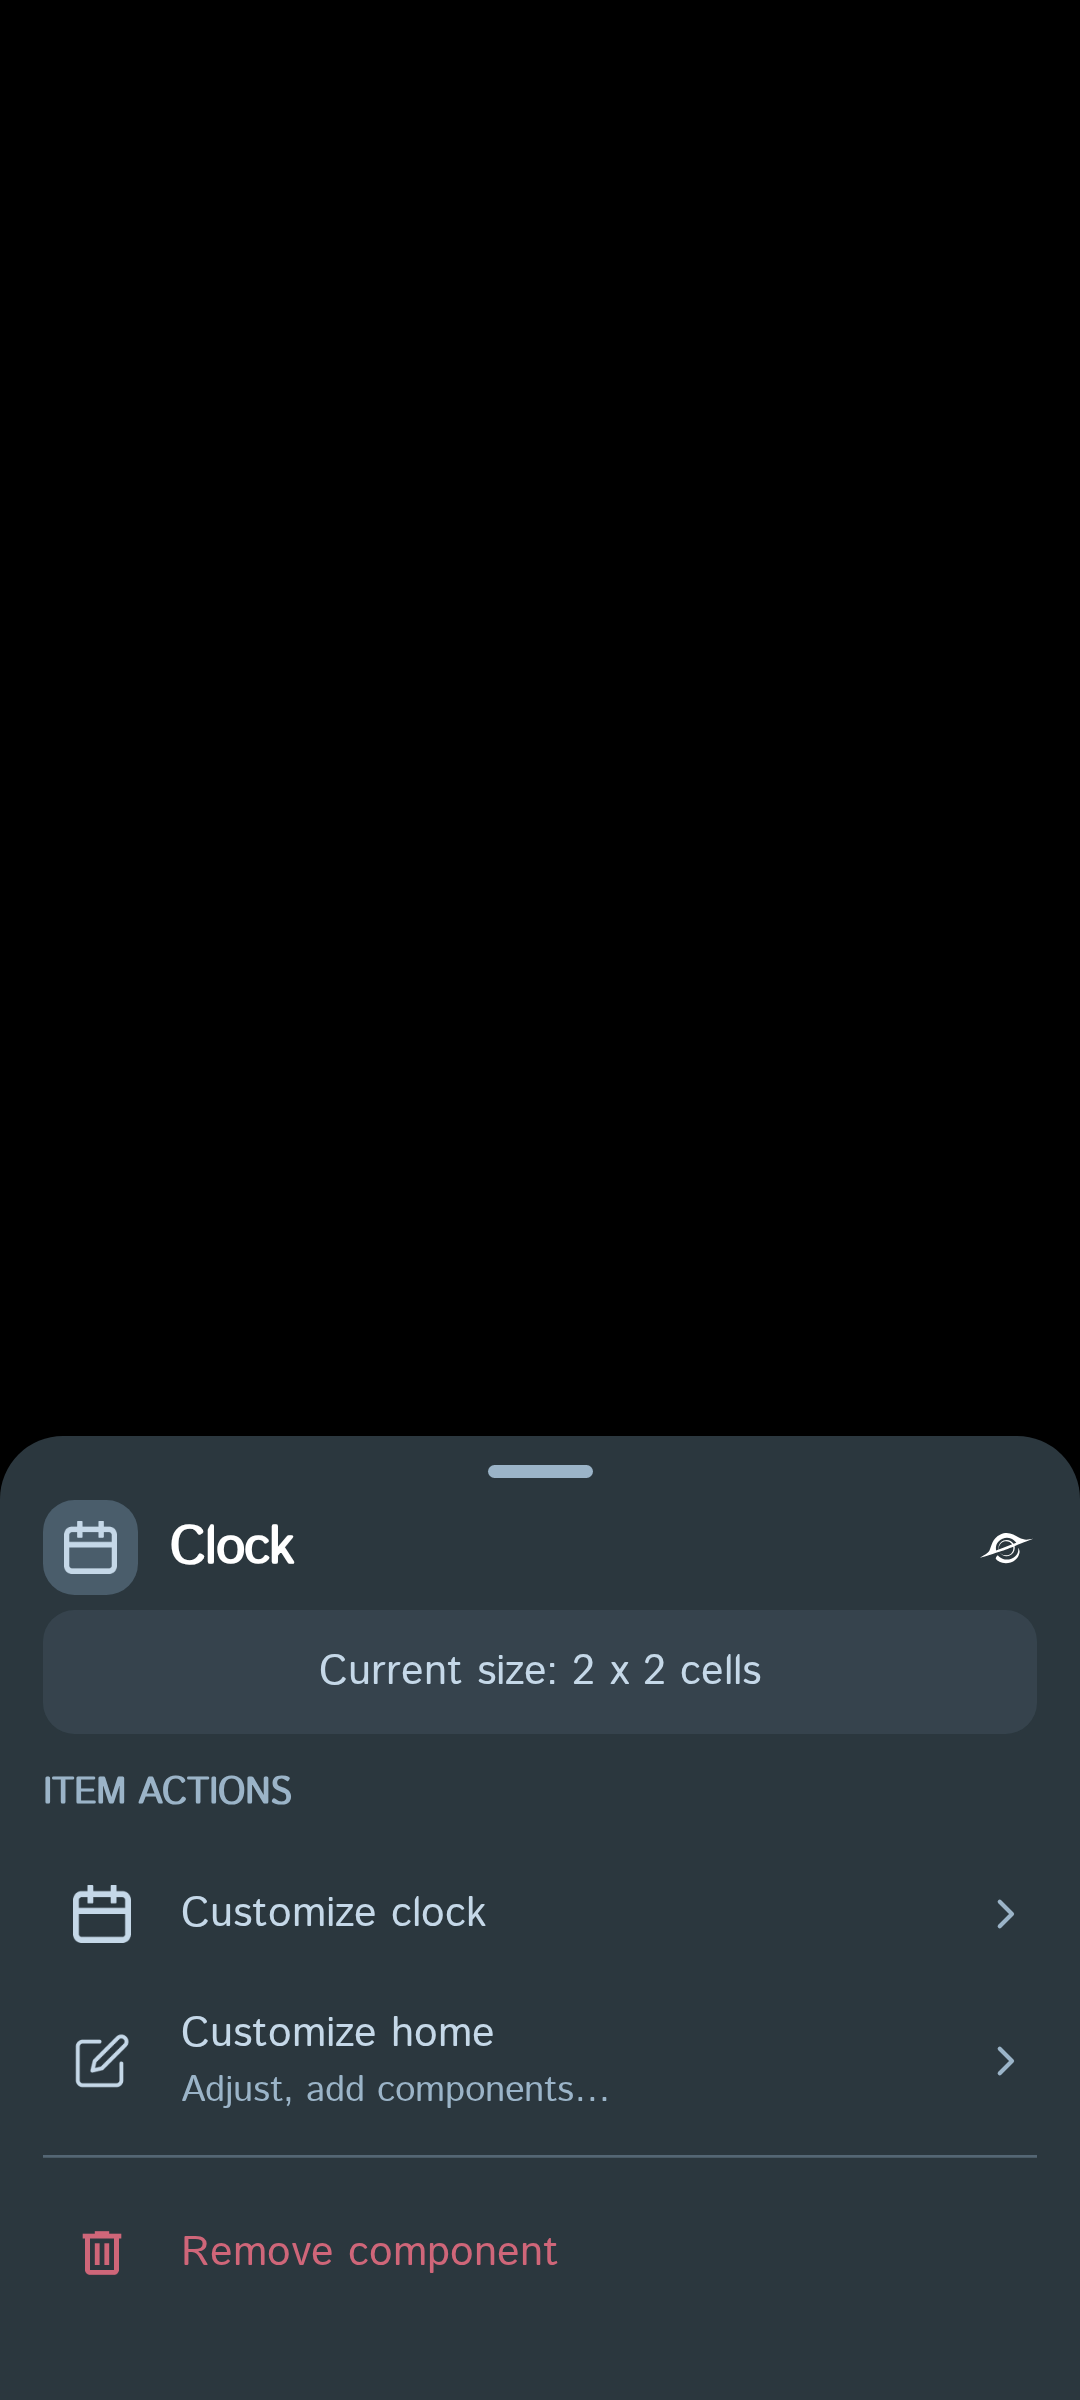 Clock
Current size: 2 x 2 cells
ITEM ACTIONS
Customize clock
Customize home
Adjust, add components...
Remove component